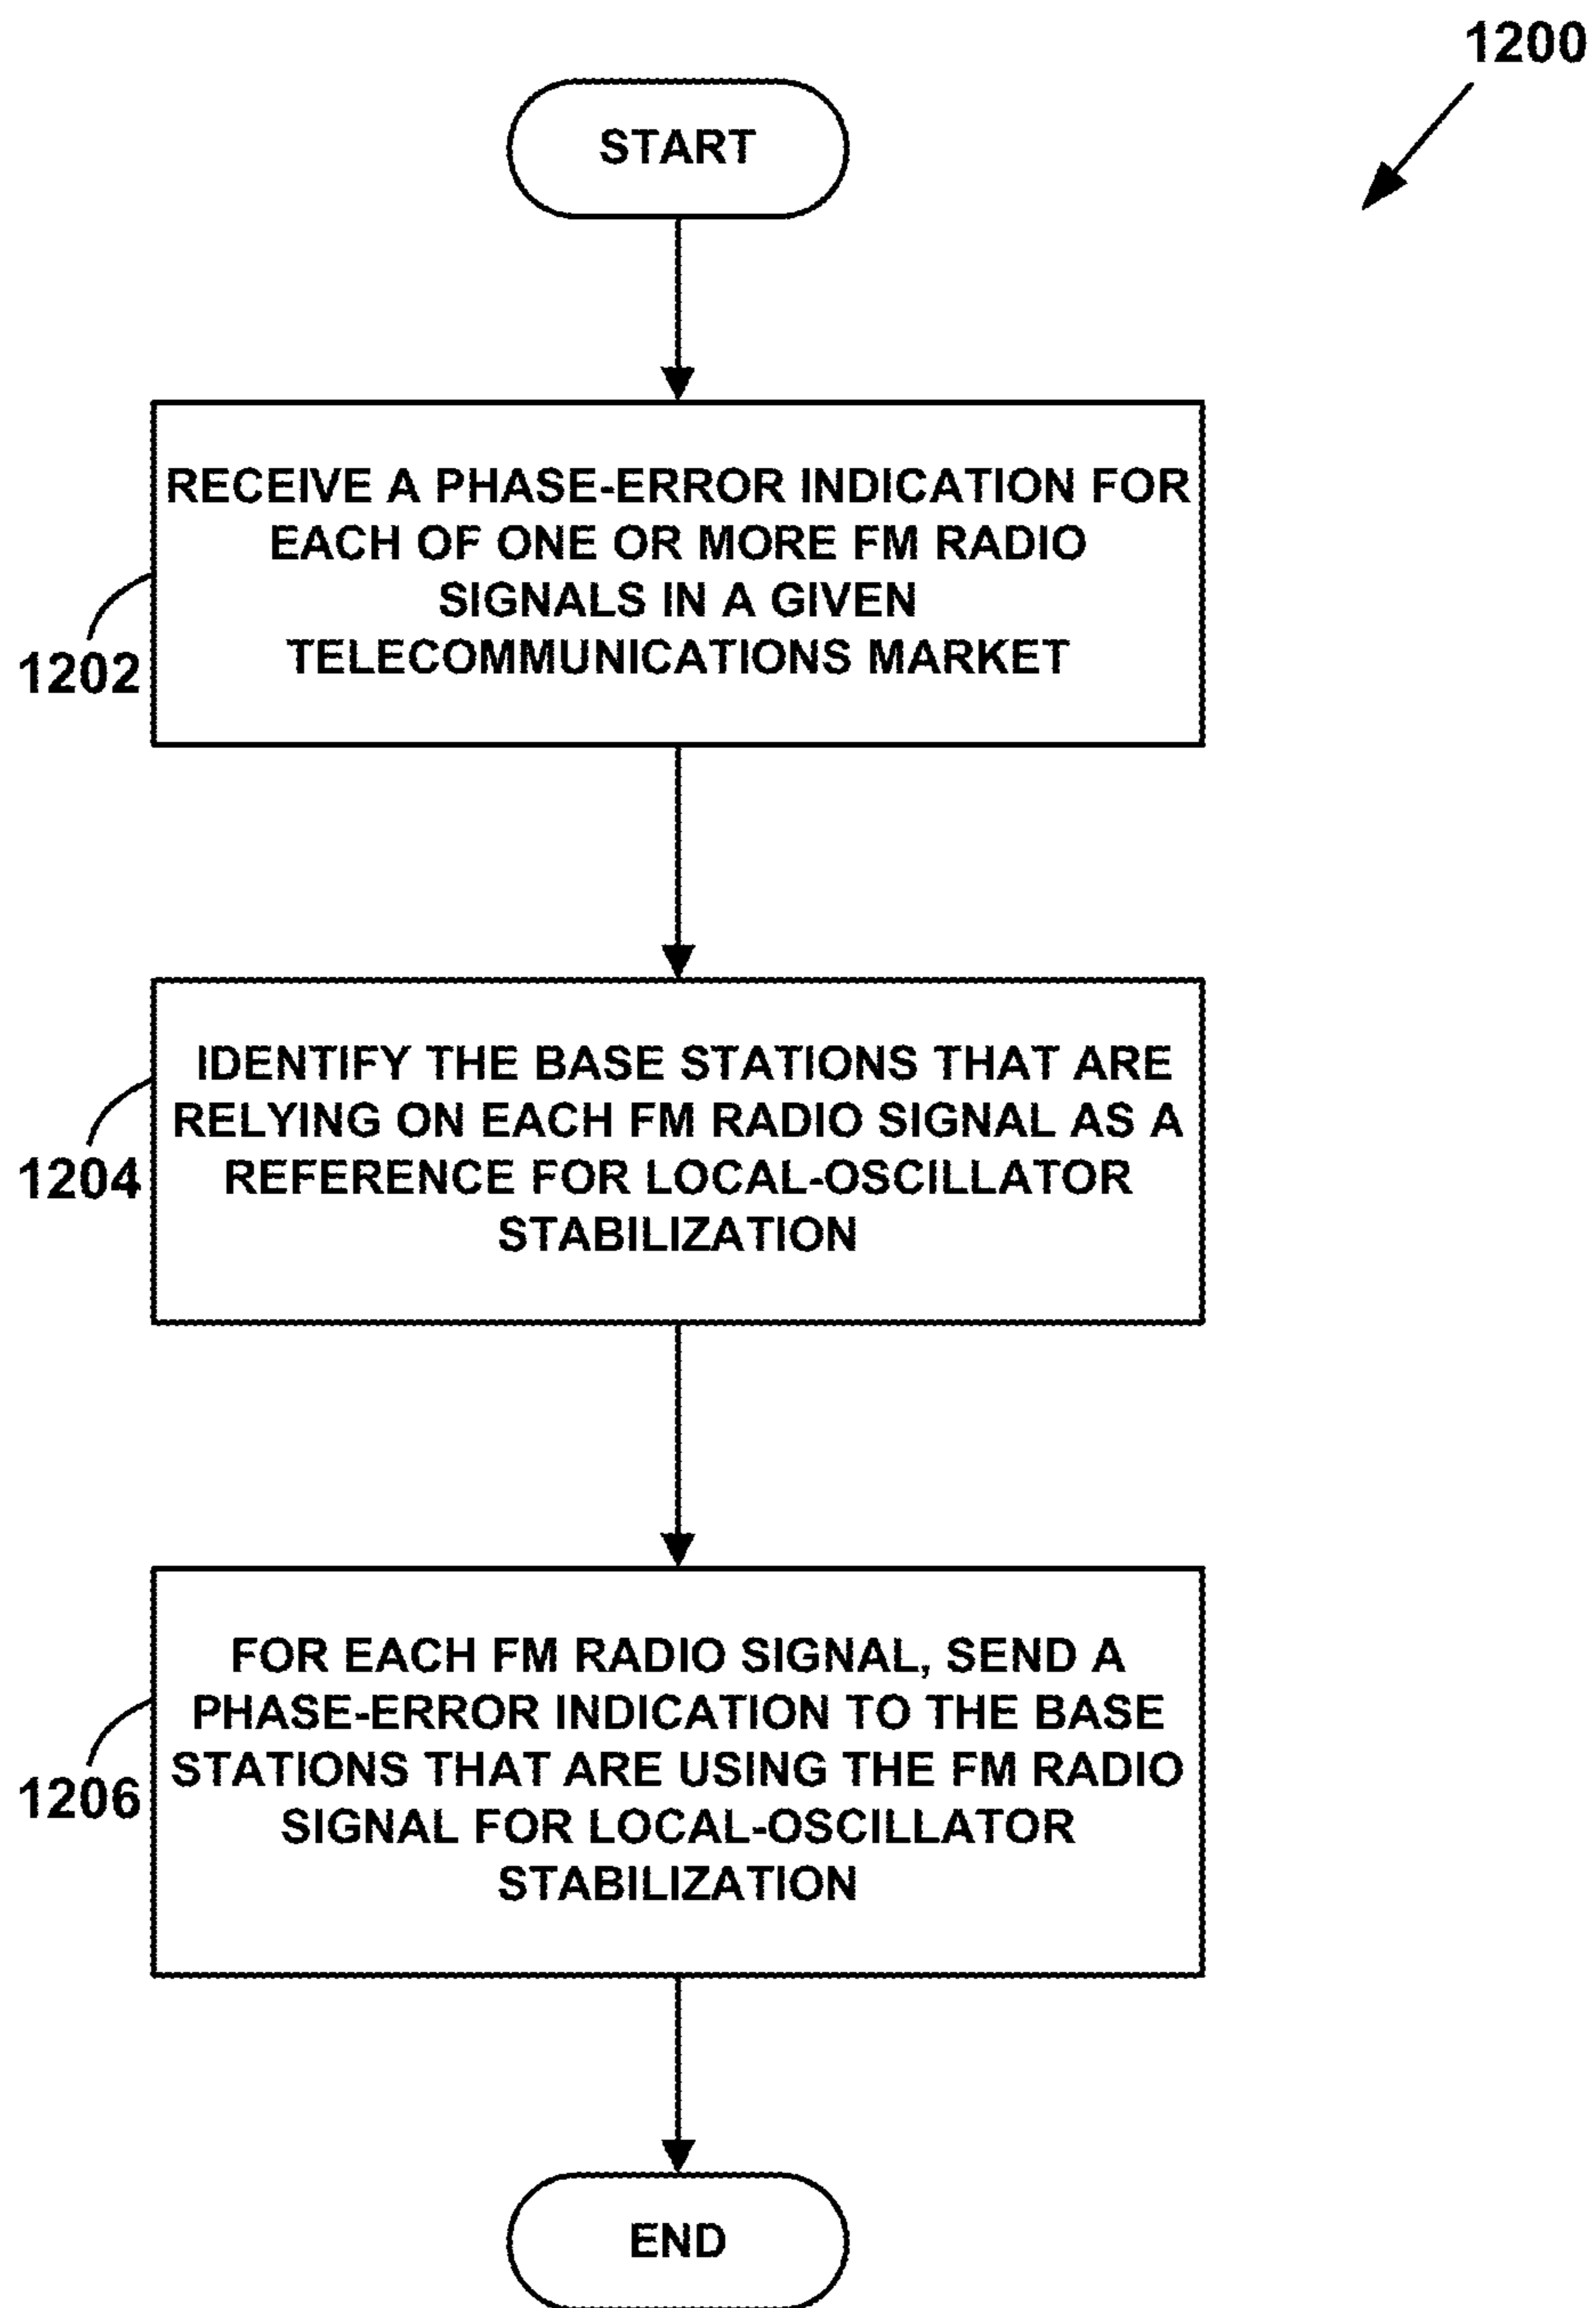 1200
START
RECEIVE A PHASE-ERROR INDICATION FOR
EACH OF ONE OR MORE FM RADIO
SIGNALS IN A GIVEN
TELECOMMUNICATIONS MARKET
1202
IDENTIFY THE BASE STATIONS THAT ARE
RELYING ON EACH FM RADIO SIGNAL AS A
REFERENCE FOR LOCAL-OSCILLATOR
STABILIZATION
1204
FOR EACH FM RADIO SIGNAL, SEND A
PHASE-ERROR INDICATION TO THE BASE
STATIONS THAT ARE USING THE FM RADIO
SIGNAL FOR LOCAL-OSCILLATOR
STABILIZATION
1206
END